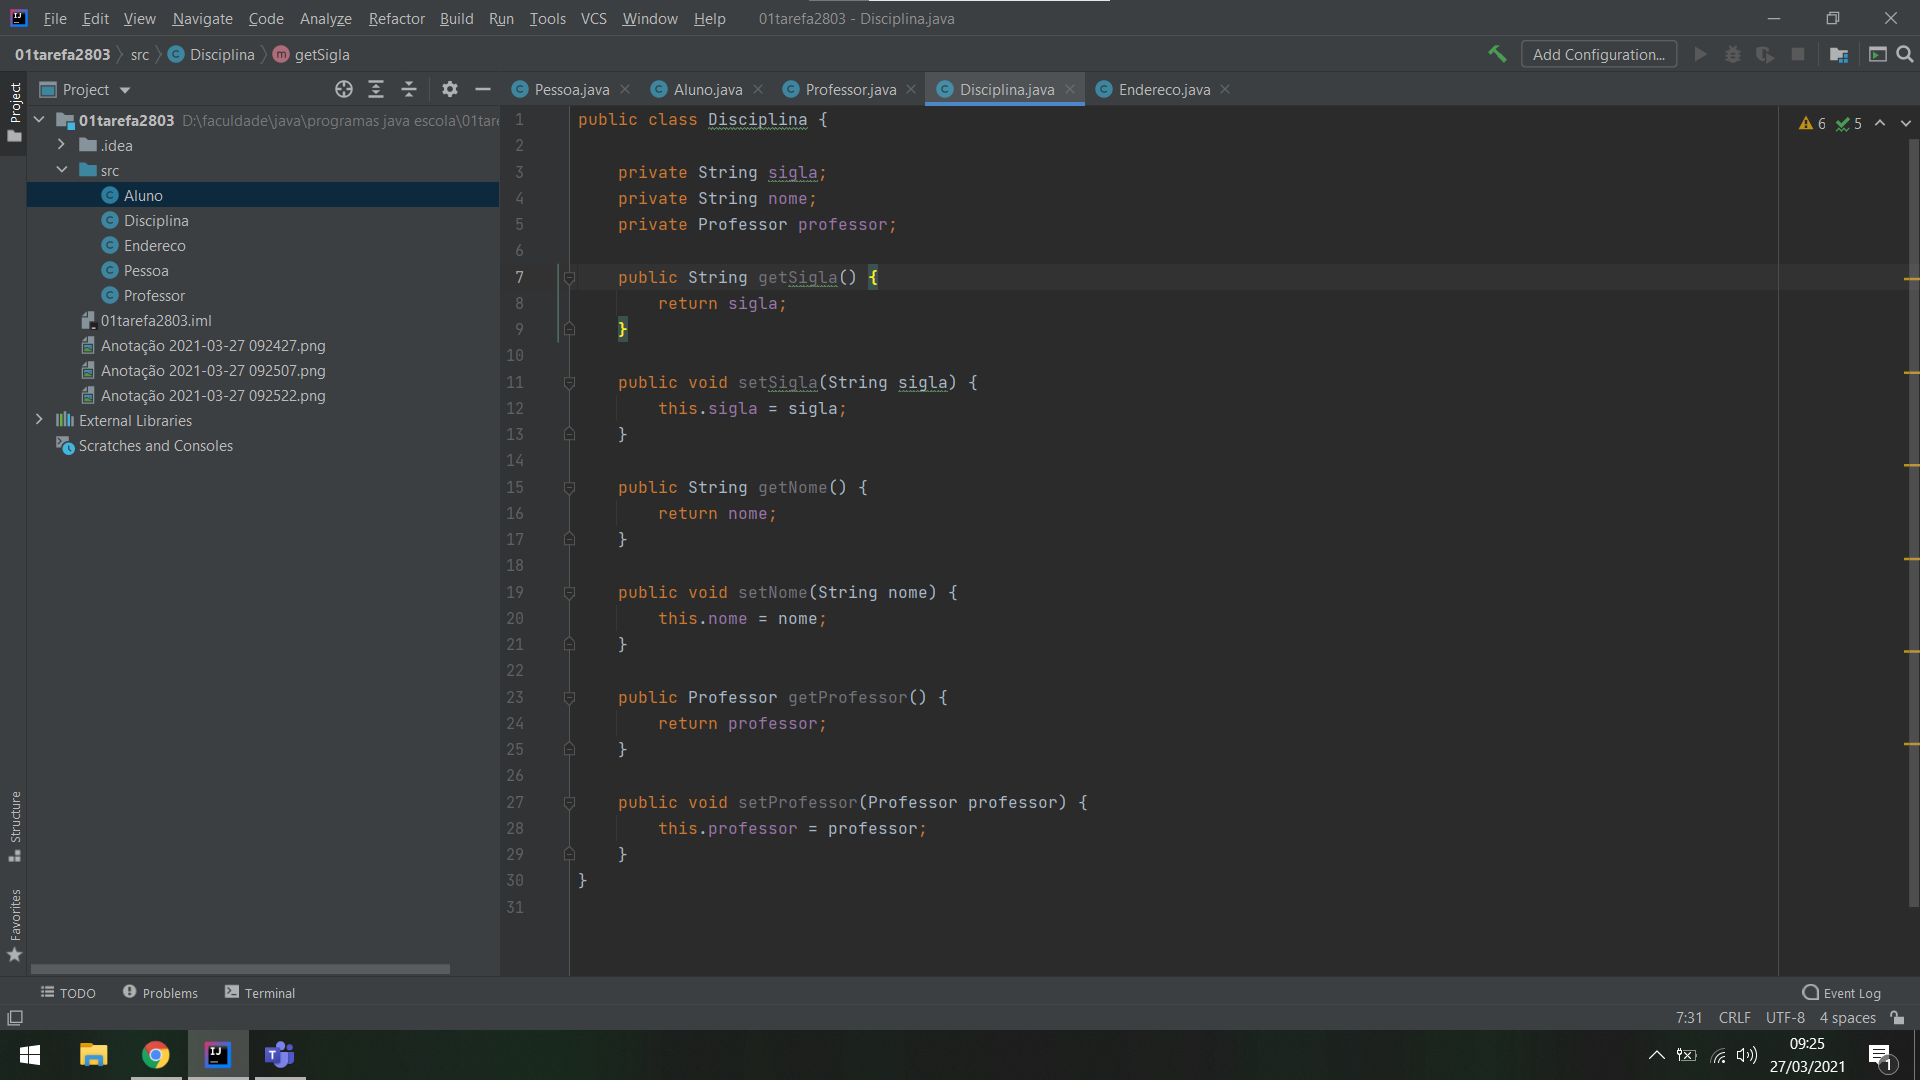 File Edit View Navigate Code Analyze Refactor Build Run Tools VCS Window Help 01tarefa2803 - Disciplina.java
01tarefa2803 src Disciplina getSigla Add Configuration...
Project
Project
Pessoa.java Aluno.java Professor.java Disciplina.java Endereco.java
01tarefa2803 D:\faculdade\java\programas java escola\01tare
.idea
src
Aluno
Disciplina
Endereco
Pessoa
Professor
01tarefa2803.iml
Anotação 2021-03-27 092427.png
Anotação 2021-03-27 092507.png
Anotação 2021-03-27 092522.png
External Libraries
Scratches and Consoles
Structure
Favorites
6 5
1 public class Disciplina {
2
3 private String sigla;
4 private String nome;
5 private Professor professor;
6
7 public String getSigla() {
8 return sigla;
9 }
10
11 public void setSigla(String sigla) {
12 this.sigla = sigla;
13 }
14
15 public String getNome() {
16 return nome;
17 }
18
19 public void setNome(String nome) {
20 this.nome = nome;
21 }
22
23 public Professor getProfessor() {
24 return professor;
25 }
26
27 public void setProfessor(Professor professor) {
28 this.professor = professor;
29 }
30 }
31
TODO Problems Terminal Event Log
7:31 CRLF UTF-8 4 spaces
09:25
27/03/2021
1